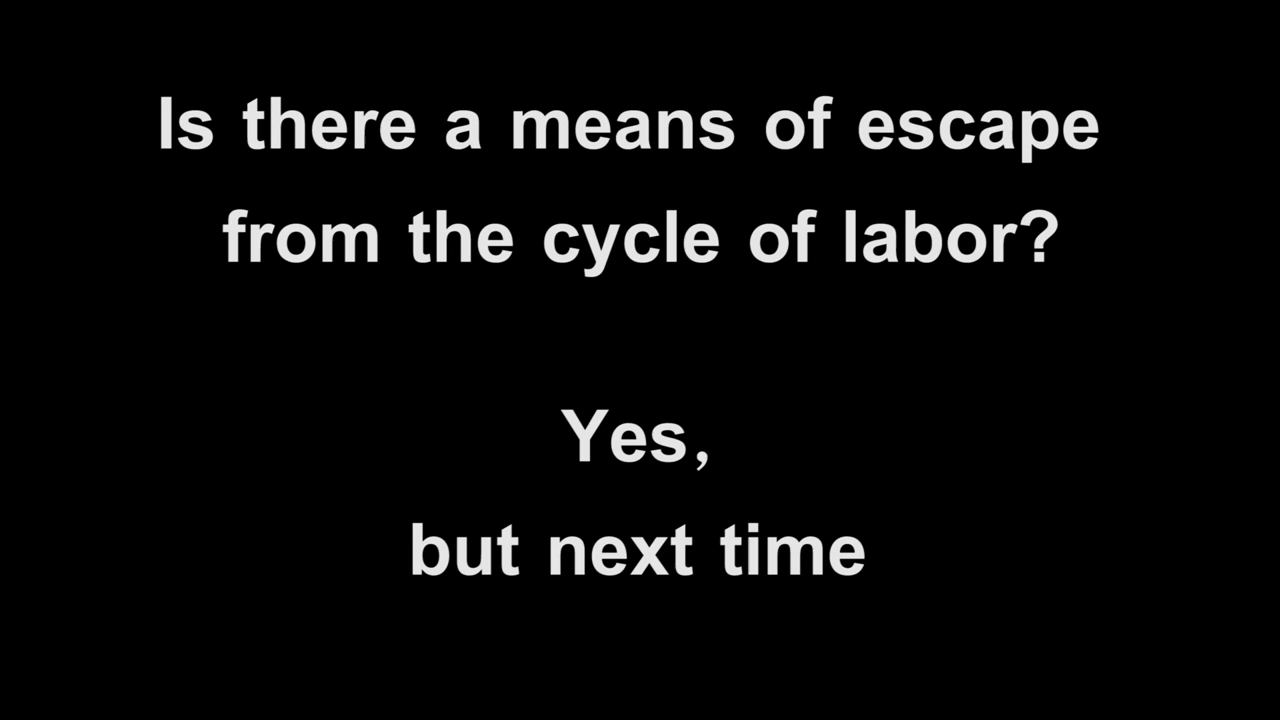 Is there a means of escape
from the cycle of labor?
Yes,
but next time